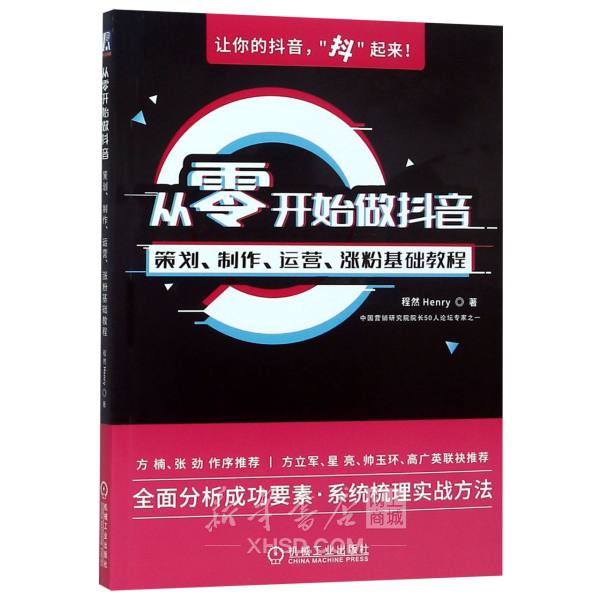 让你的抖音，"抖"起来！
从零开始做抖音
策划、制作、运营、涨粉基础教程
程然 Henry ◎ 著
中国营销研究院院长50人论坛专家之一
方 楠、张 劲 作序推荐 | 方立军、星 亮、帅玉环、高广英联袂推荐
全面分析成功要素·系统梳理实战方法
新华书店
网上商城
XHSD.COM
机械工业出版社
CHINA MACHINE PRESS
从零开始做抖音
策划、制作、运营、涨粉基础教程
程然 Henry ◎ 著
机械工业出版社